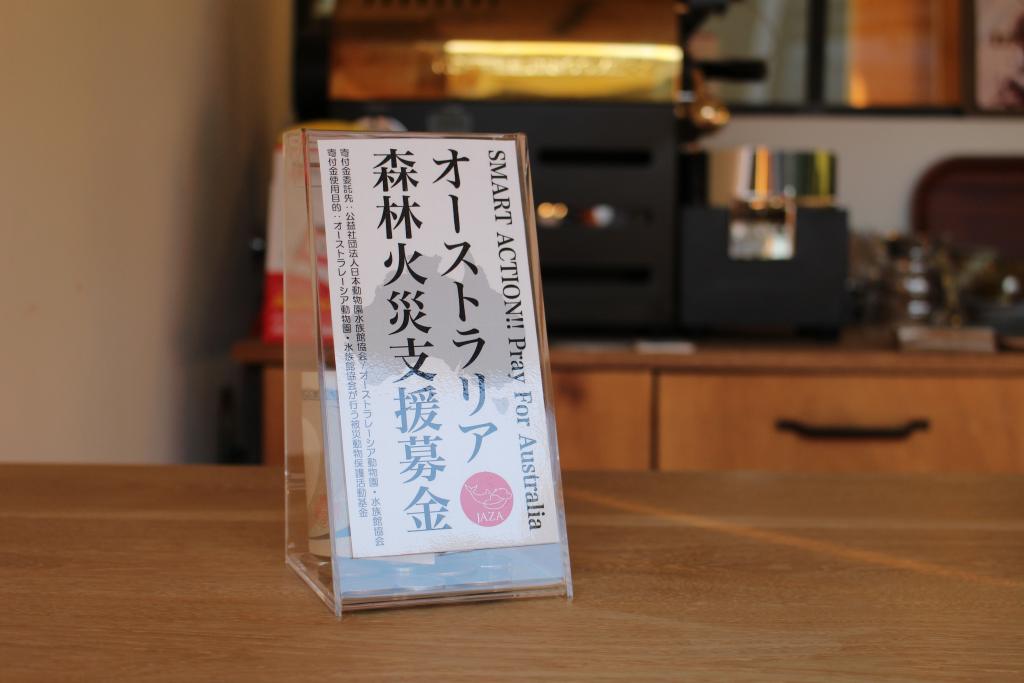 SMART ACTION!! Pray For Australia
オーストラリア
森林火災支援募金
寄付金委託先：公益社団法人日本動物園水族館協会/オーストラレーシア動物園・水族館協会
寄付金使用目的：オーストラレーシア動物園・水族館協会が行う被災動物保護活動基金
JAZA